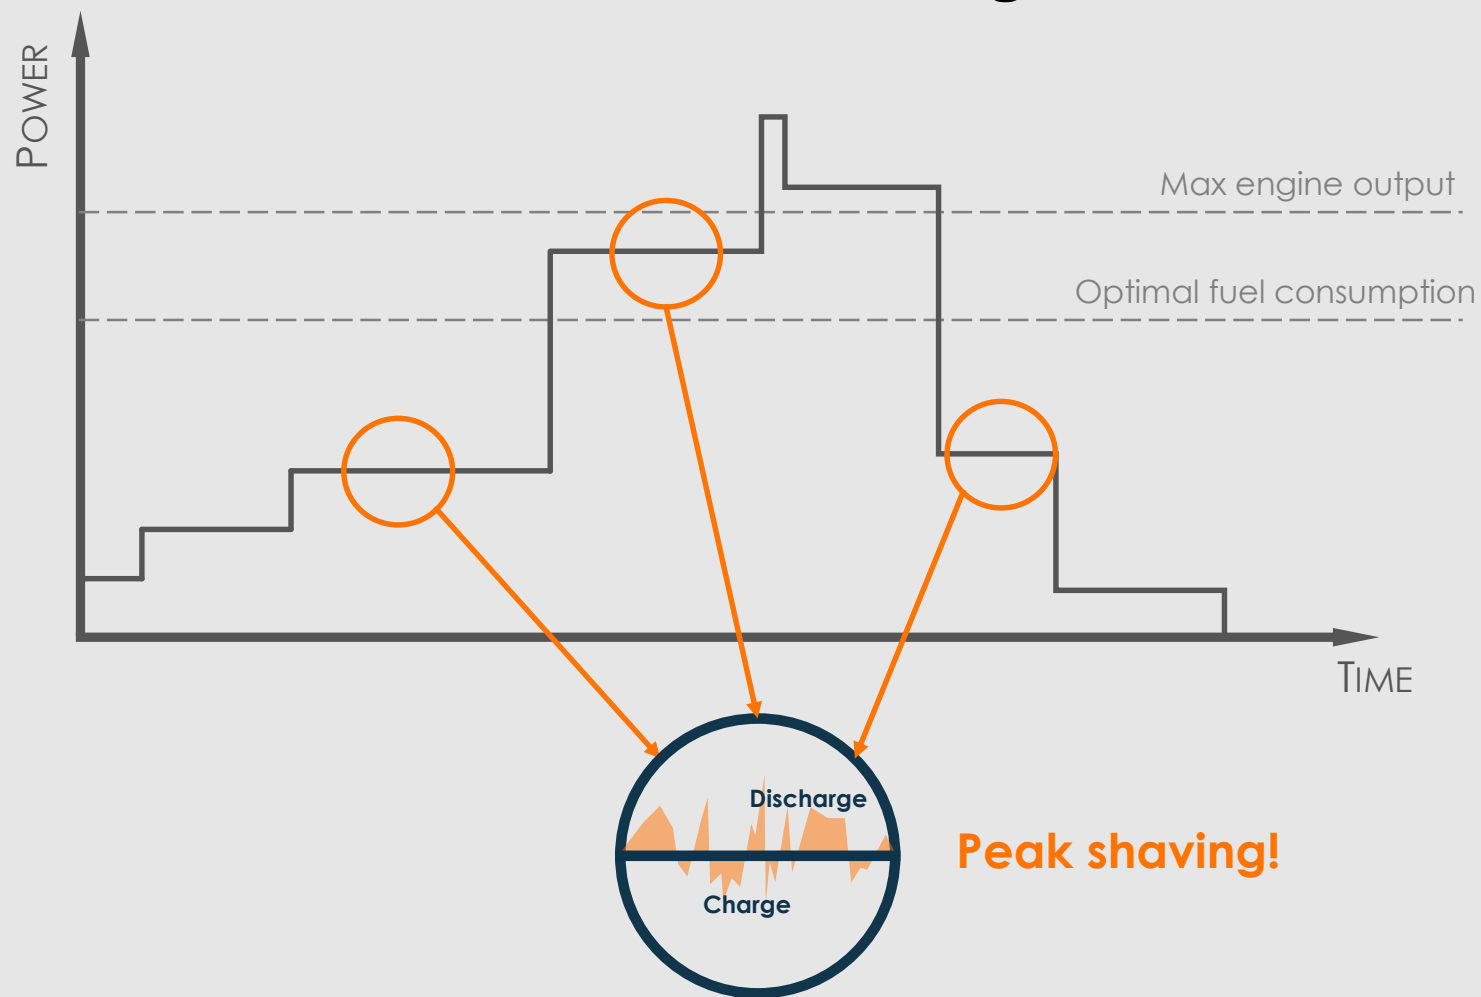 POWER
Max engine output
Optimal fuel consumption
TIME
Discharge
Peak shaving!
Charge